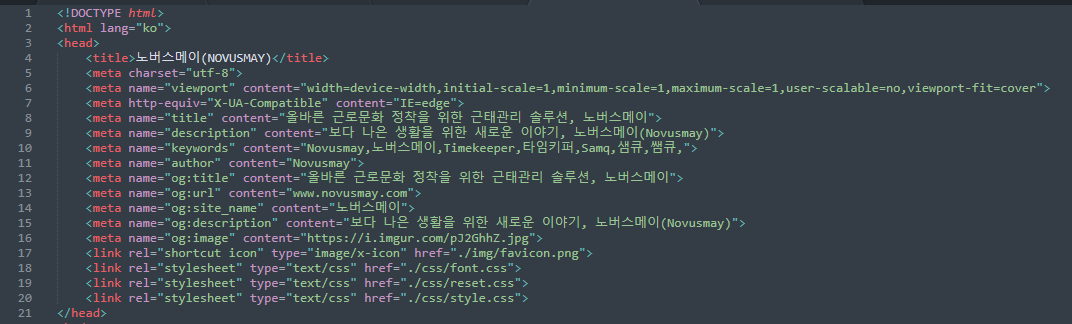 1 <!DOCTYPE html>
2 <html lang="ko">
3 <head>
4 <title>노버스메이(NOVUSMAY)</title>
5 <meta charset="utf-8">
6 <meta name="viewport" content="width=device-width,initial-scale=1,minimum-scale=1,maximum-scale=1,user-scalable=no,viewport-fit=cover">
7 <meta http-equiv="X-UA-Compatible" content="IE=edge">
8 <meta name="title" content="올바른 근로문화 정착을 위한 근태관리 솔루션, 노버스메이">
9 <meta name="description" content="보다 나은 생활을 위한 새로운 이야기, 노버스메이(Novusmay)">
10 <meta name="keywords" content="Novusmay,노버스메이,Timekeeper,타임키퍼,Samq,샘큐,쌤큐,">
11 <meta name="author" content="Novusmay">
12 <meta name="og:title" content="올바른 근로문화 정착을 위한 근태관리 솔루션, 노버스메이">
13 <meta name="og:url" content="www.novusmay.com">
14 <meta name="og:site_name" content="노버스메이">
15 <meta name="og:description" content="보다 나은 생활을 위한 새로운 이야기, 노버스메이(Novusmay)">
16 <meta name="og:image" content="https://i.imgur.com/pJ2GhhZ.jpg">
17 <link rel="shortcut icon" type="image/x-icon" href="./img/favicon.png">
18 <link rel="stylesheet" type="text/css" href="./css/font.css">
19 <link rel="stylesheet" type="text/css" href="./css/reset.css">
20 <link rel="stylesheet" type="text/css" href="./css/style.css">
21 </head>